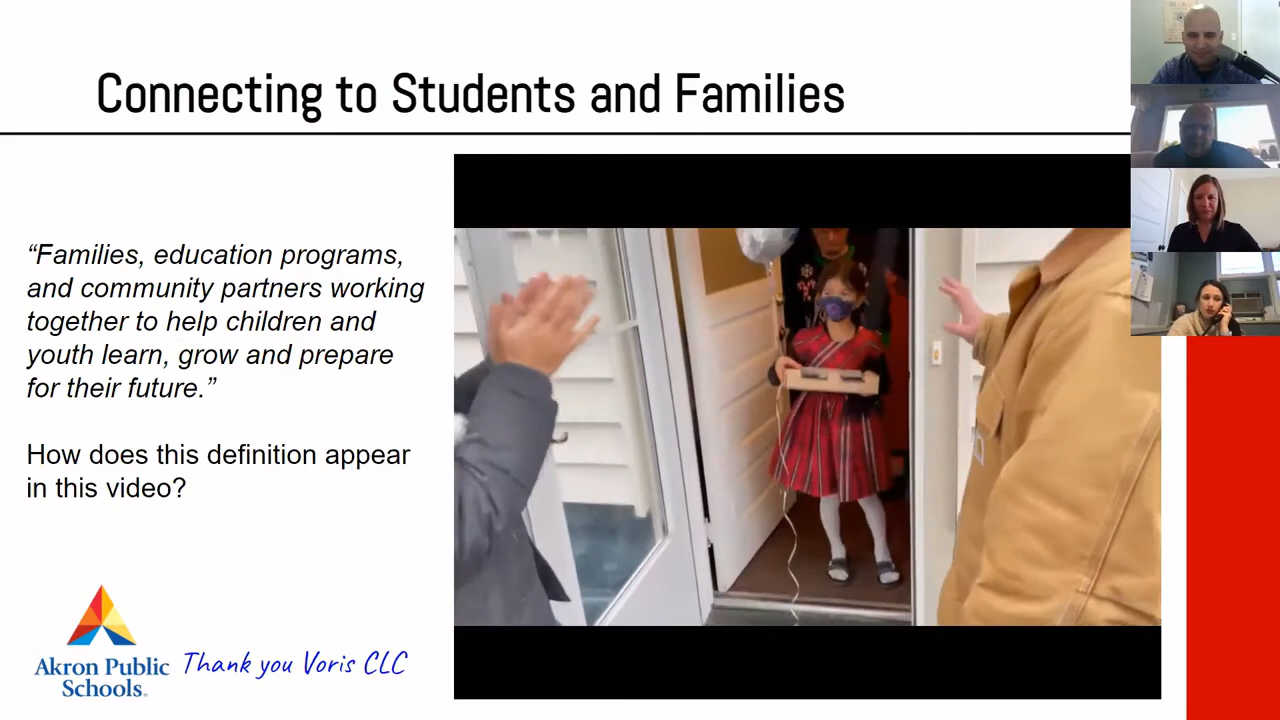 Connecting to Students and Families
“Families, education programs,
and community partners working
together to help children and
youth learn, grow and prepare
for their future.”
How does this definition appear
in this video?
Akron Public
Schools.
Thank you Voris CLC